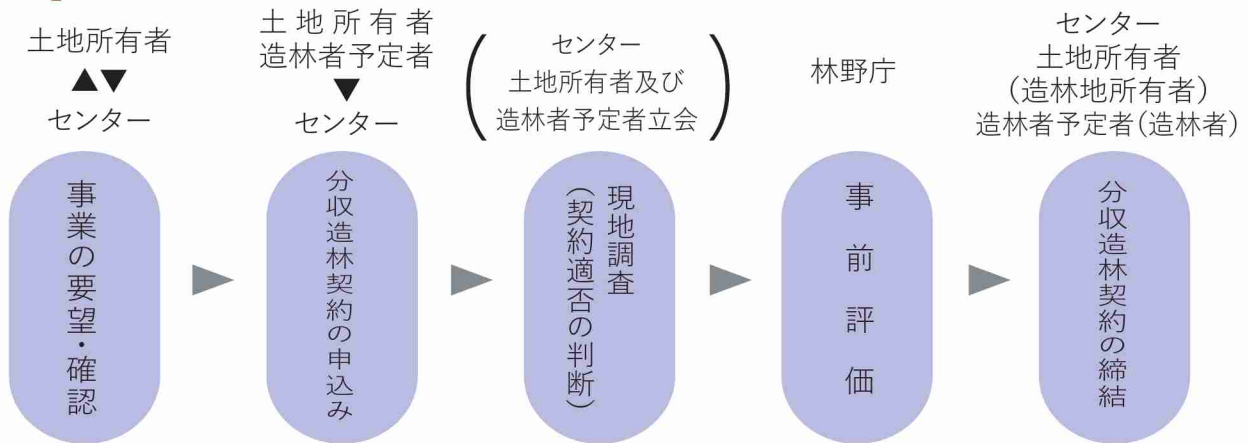 土地所有者
▲▼
センター
事業の要望・確認
土地所有者
造林者予定者
▼
センター
分収造林契約の申込み
センター
土地所有者及び
造林者予定者立会
現地調査
(契約適否の判断)
林野庁
事前評価
センター
土地所有者
(造林地所有者)
造林者予定者(造林者)
分収造林契約の締結